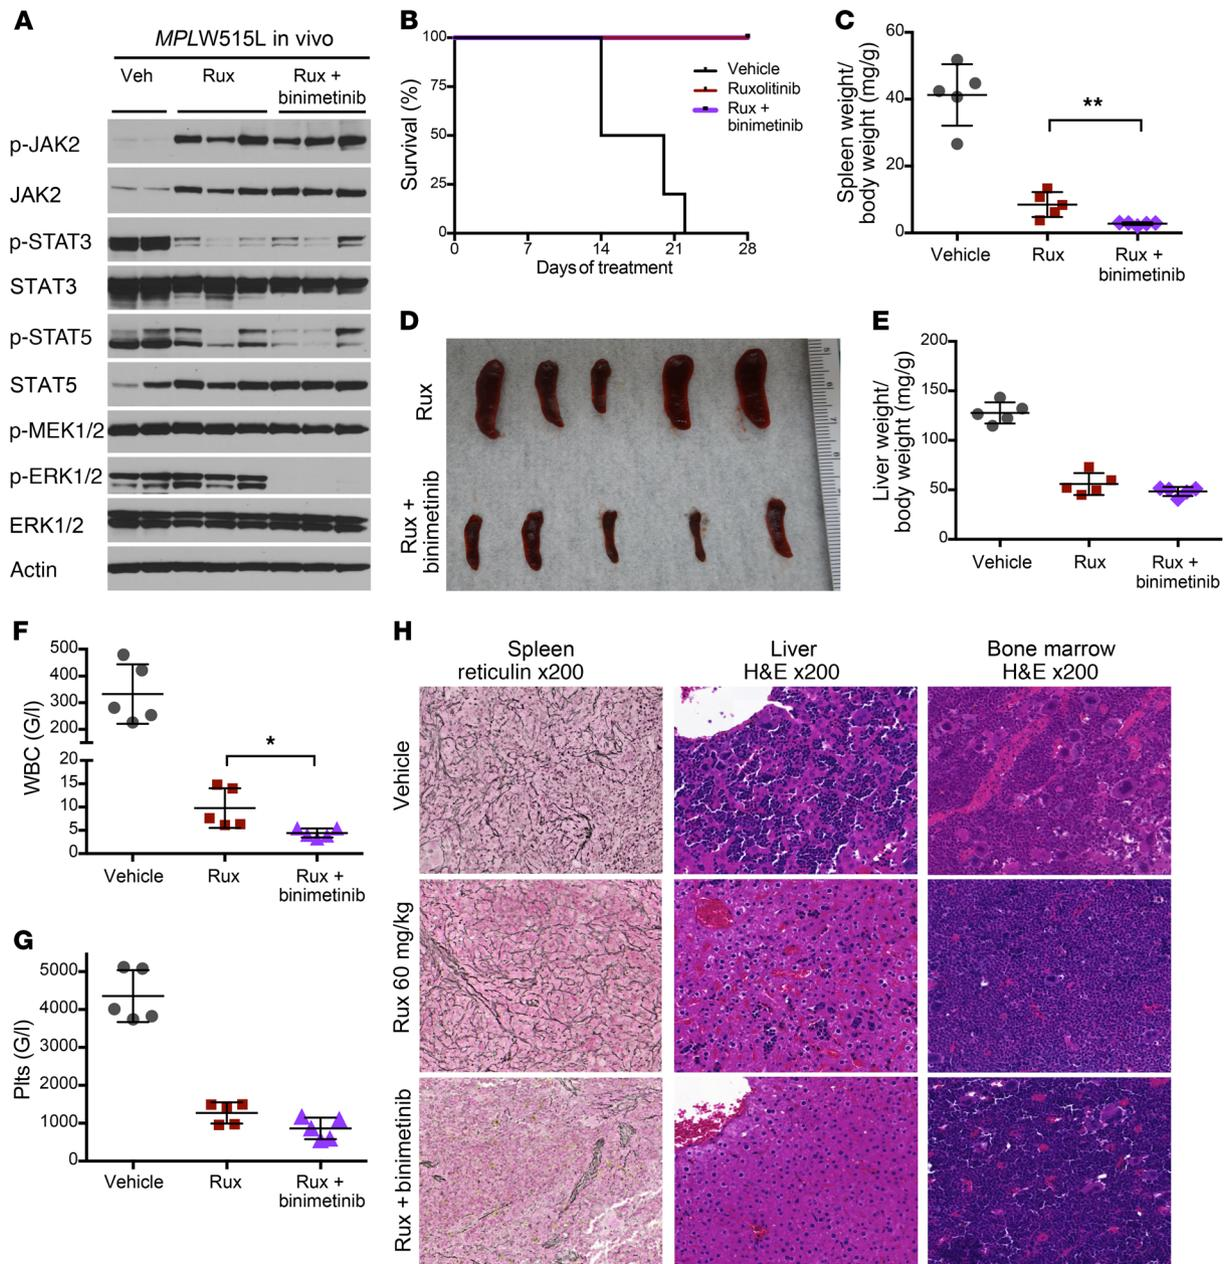 A
MPLW515L in vivo
Veh
Rux
Rux +
binimetinib
p-JAK2
JAK2
p-STAT3
STAT3
p-STAT5
STAT5
p-MEK1/2
p-ERK1/2
ERK1/2
Actin
B
Survival (%)
100
75
50
25
0
0 7 14 21 28
Days of treatment
Vehicle
Ruxolitinib
Rux +
binimetinib
C
Spleen weight/
body weight (mg/g)
60
40
20
0
**
Vehicle
Rux
Rux +
binimetinib
D
Rux
Rux +
binimetinib
E
Liver weight/
body weight (mg/g)
200
150
100
50
0
Vehicle
Rux
Rux +
binimetinib
F
WBC (G/l)
500
400
300
200
20
15
10
5
0
*
Vehicle
Rux
Rux +
binimetinib
G
Plts (G/l)
5000
4000
3000
2000
1000
0
Vehicle
Rux
Rux +
binimetinib
H
Spleen
reticulin x200
Liver
H&E x200
Bone marrow
H&E x200
Vehicle
Rux 60 mg/kg
Rux + binimetinib